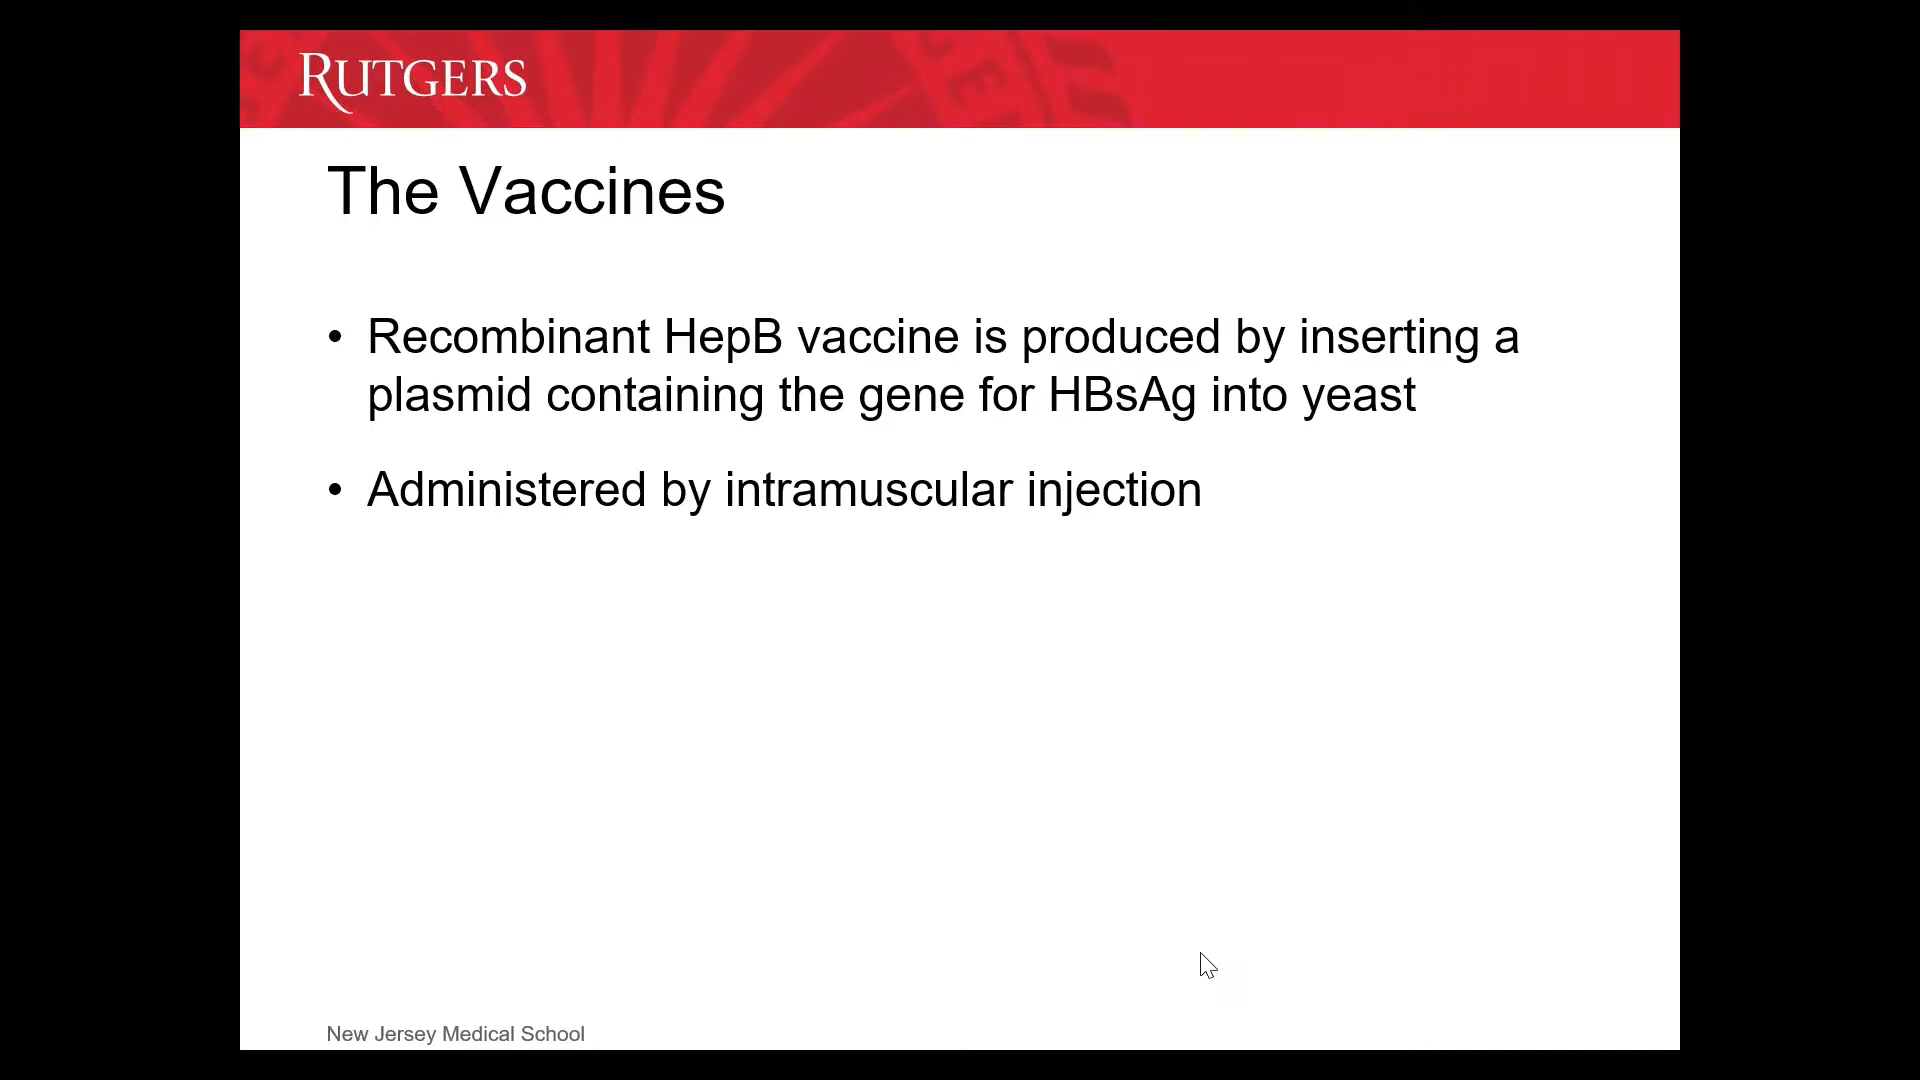 RUTGERS
The Vaccines
• Recombinant HepB vaccine is produced by inserting a
plasmid containing the gene for HBsAg into yeast
• Administered by intramuscular injection
New Jersey Medical School